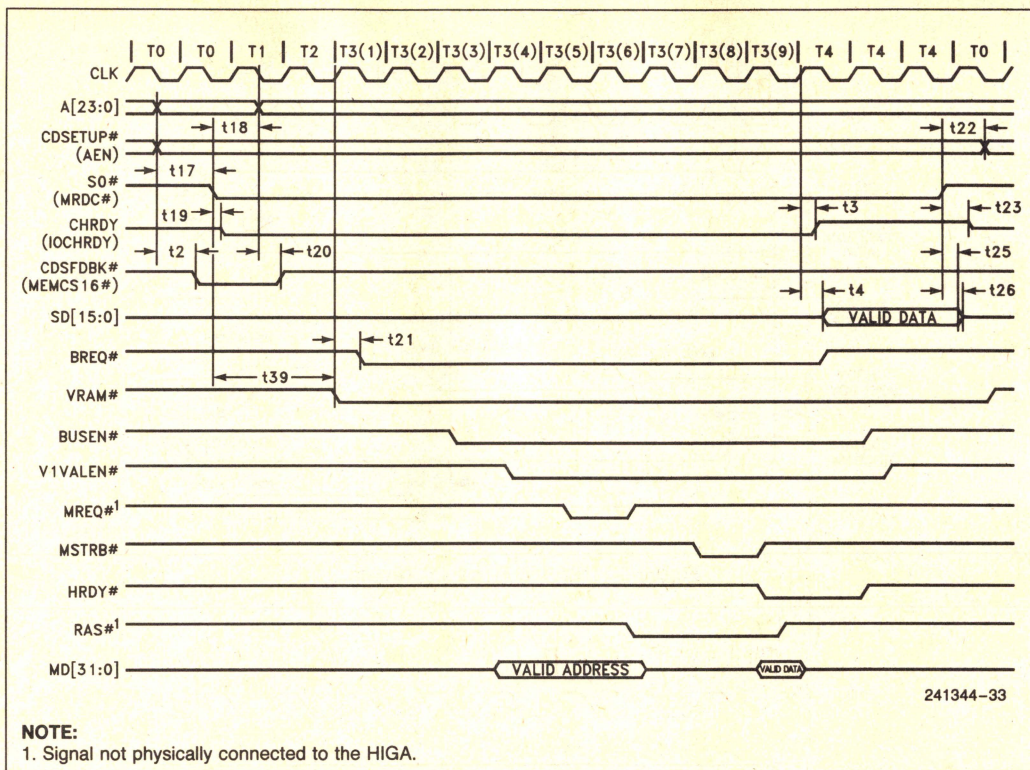 | T0 | T0 | T1 | T2 |T3(1)|T3(2)|T3(3)|T3(4)|T3(5)|T3(6)|T3(7)|T3(8)|T3(9)| T4 | T4 | T4 | T0 |
CLK
A[23:0]
t18
CDSETUP#
(AEN)
t22
t17
S0#
(MRDC#)
t19
t3
t23
CHRDY
(IOCHRDY)
t2
t20
t25
CDSFDBK#
(MEMCS16#)
t4
t26
SD[15:0]
VALID DATA
t21
BREQ#
t39
VRAM#
BUSEN#
V1VALEN#
MREQ#1
MSTRB#
HRDY#
RAS#1
MD[31:0]
VALID ADDRESS
VALID DATA
241344-33
NOTE:
1. Signal not physically connected to the HIGA.